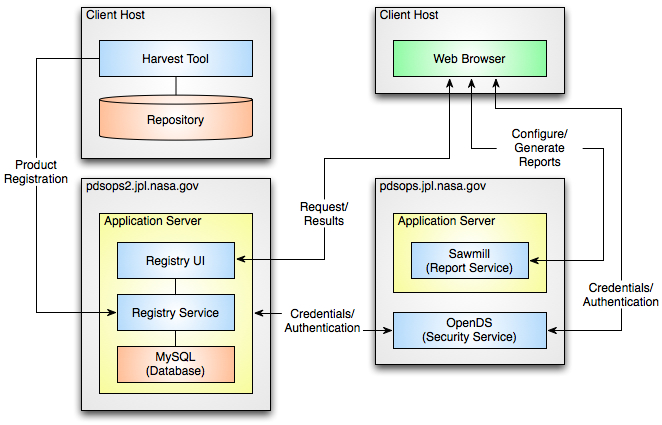 Client Host
Harvest Tool
Repository
Client Host
Web Browser
Product
Registration
Configure/
Generate
Reports
Request/
Results
pdsops2.jpl.nasa.gov
Application Server
Registry UI
Registry Service
MySQL
(Database)
Credentials/
Authentication
pdsops.jpl.nasa.gov
Application Server
Sawmill
(Report Service)
OpenDS
(Security Service)
Credentials/
Authentication